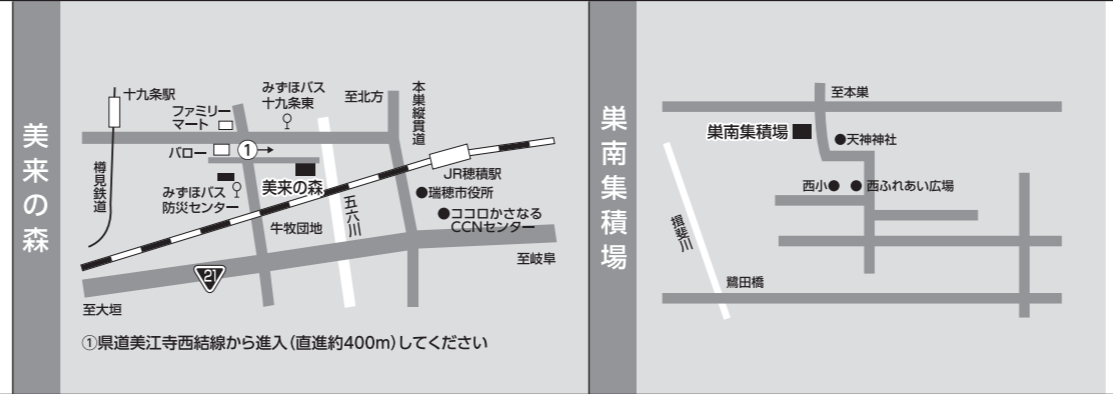 美来の森
十九条駅
ファミリー
マート
みずほバス
十九条東
至北方
本巣縦貫道
バロー
①
樽見鉄道
みずほバス
防災センター
美来の森
JR穂積駅
瑞穂市役所
ココロかさなる
CCNセンター
牛牧団地
五六川
至岐阜
21
至大垣
①県道美江寺西結線から進入（直進約400m）してください
巣南集積場
至本巣
巣南集積場
天神神社
西小
西ふれあい広場
揖斐川
鷺田橋